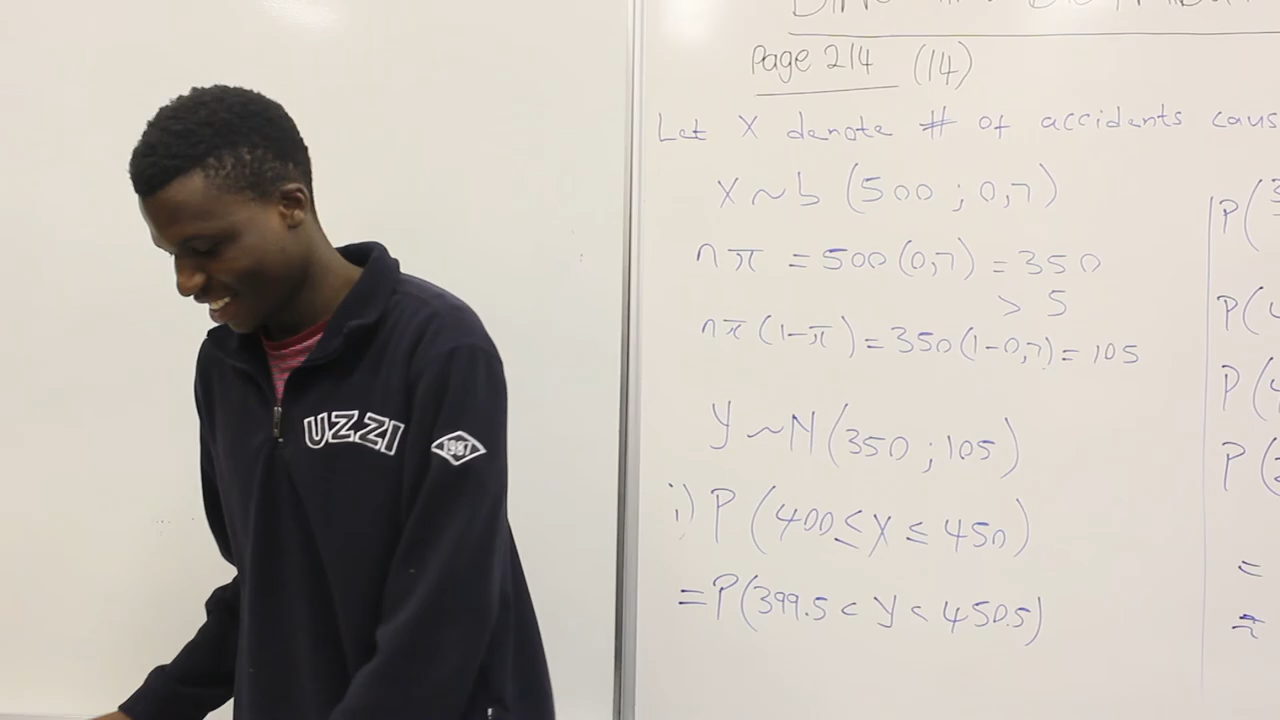 Page 214 (14)
Let X denote # of accidents caus
X ~ b (500 ; 0,7)
nπ = 500(0,7) = 350
> 5
nπ(1-π) = 350(1-0,7) = 105
Y ~ N(350 ; 105)
i) P(400 ≤ X ≤ 450)
= P(399.5 < Y < 450.5)
P(
P(
P(
P(
=
UZZI
1987